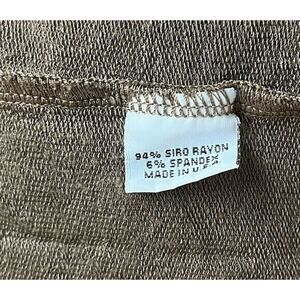 94% SIRO RAYON
6% SPANDEX
MADE IN U.S.A